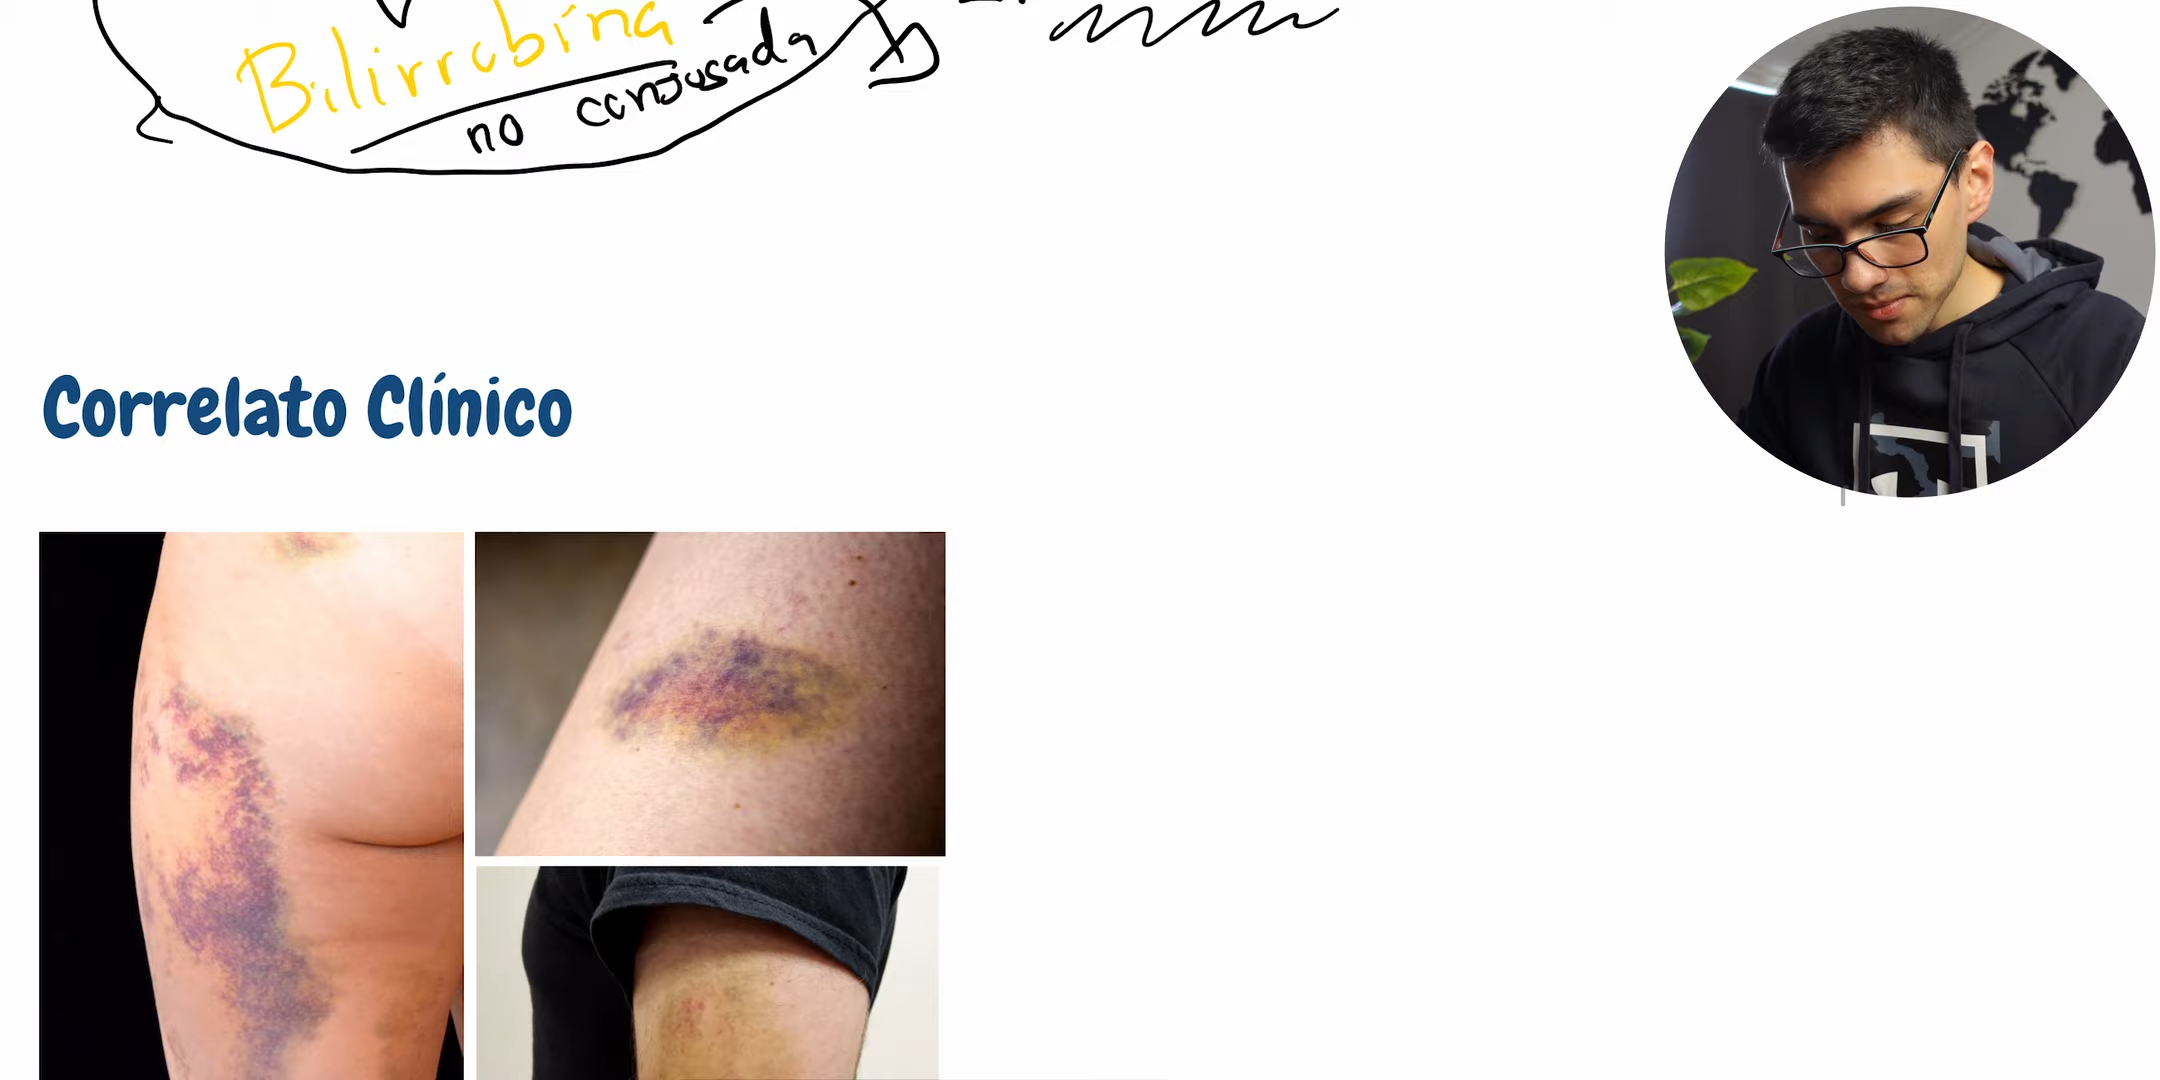 Bilirrubina
no conjugada
Correlato Clínico